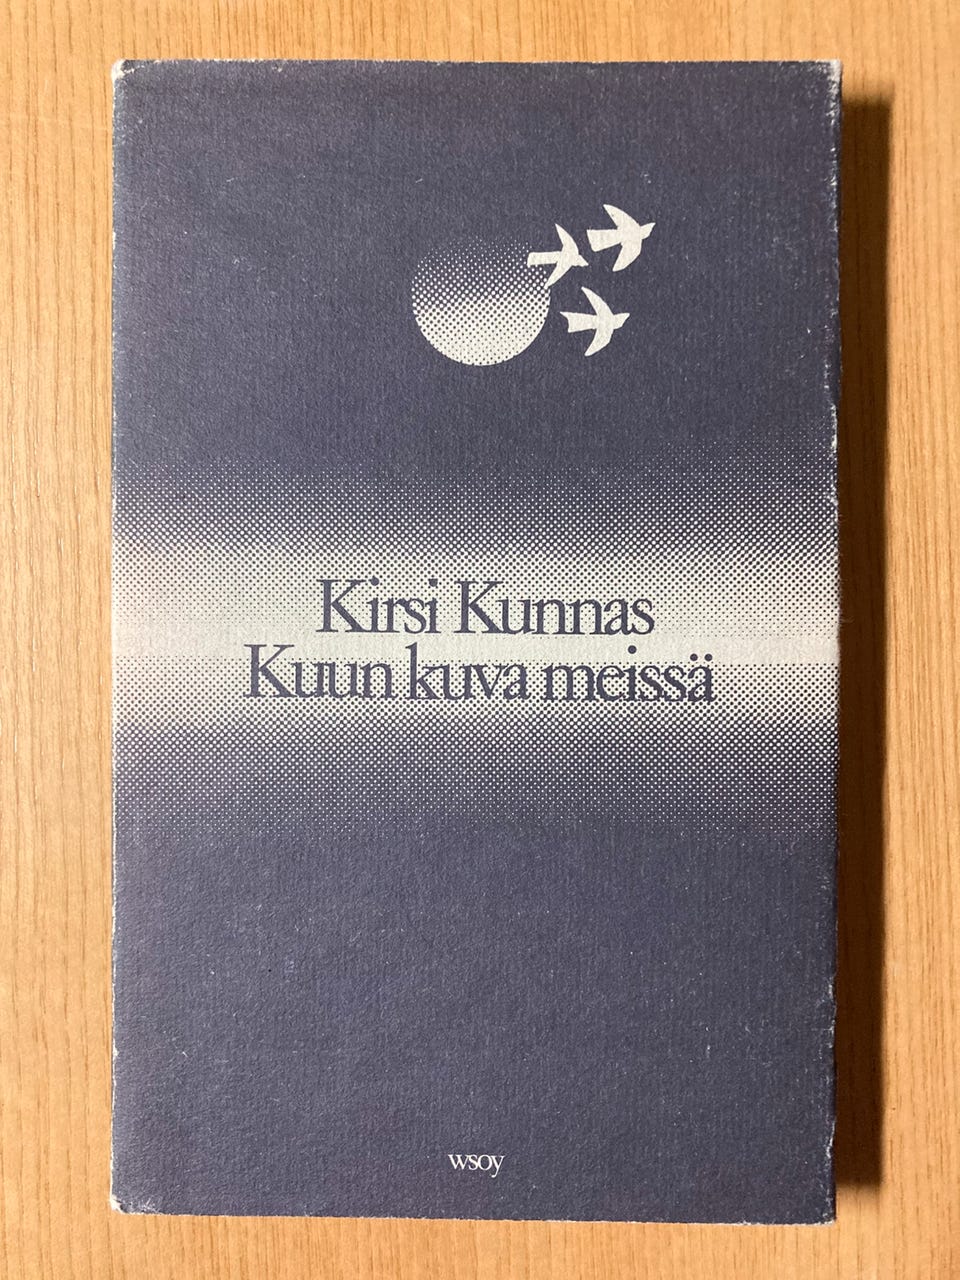 Kirsi Kunnas
Kuun kuva meissä
wsoy